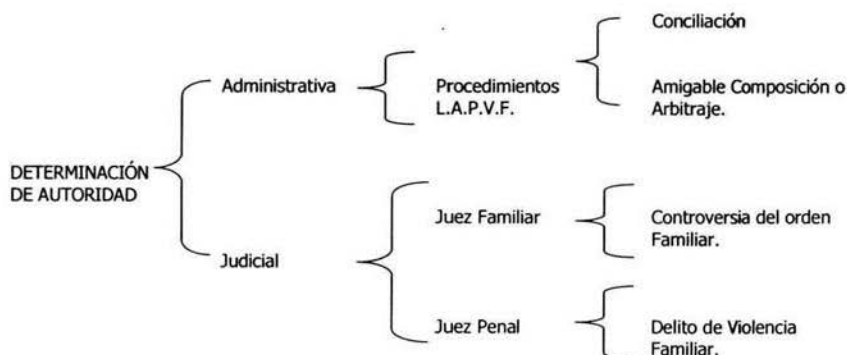 Conciliación
Administrativa
Procedimientos
L.A.P.V.F.
Amigable Composición o
Arbitraje.
DETERMINACIÓN
DE AUTORIDAD
Juez Familiar
Controversia del orden
Familiar.
Judicial
Juez Penal
Delito de Violencia
Familiar.